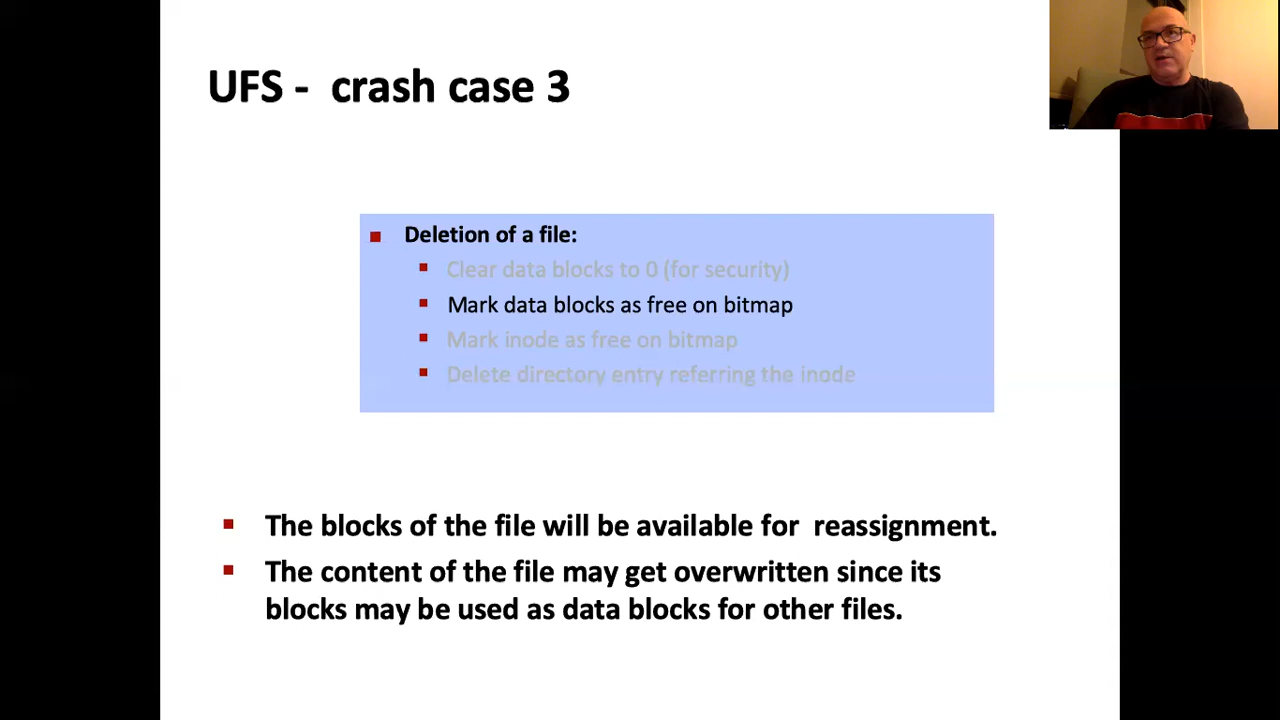 UFS - crash case 3
Deletion of a file:
Clear data blocks to 0 (for security)
Mark data blocks as free on bitmap
Mark inode as free on bitmap
Delete directory entry referring the inode
The blocks of the file will be available for reassignment.
The content of the file may get overwritten since its
blocks may be used as data blocks for other files.